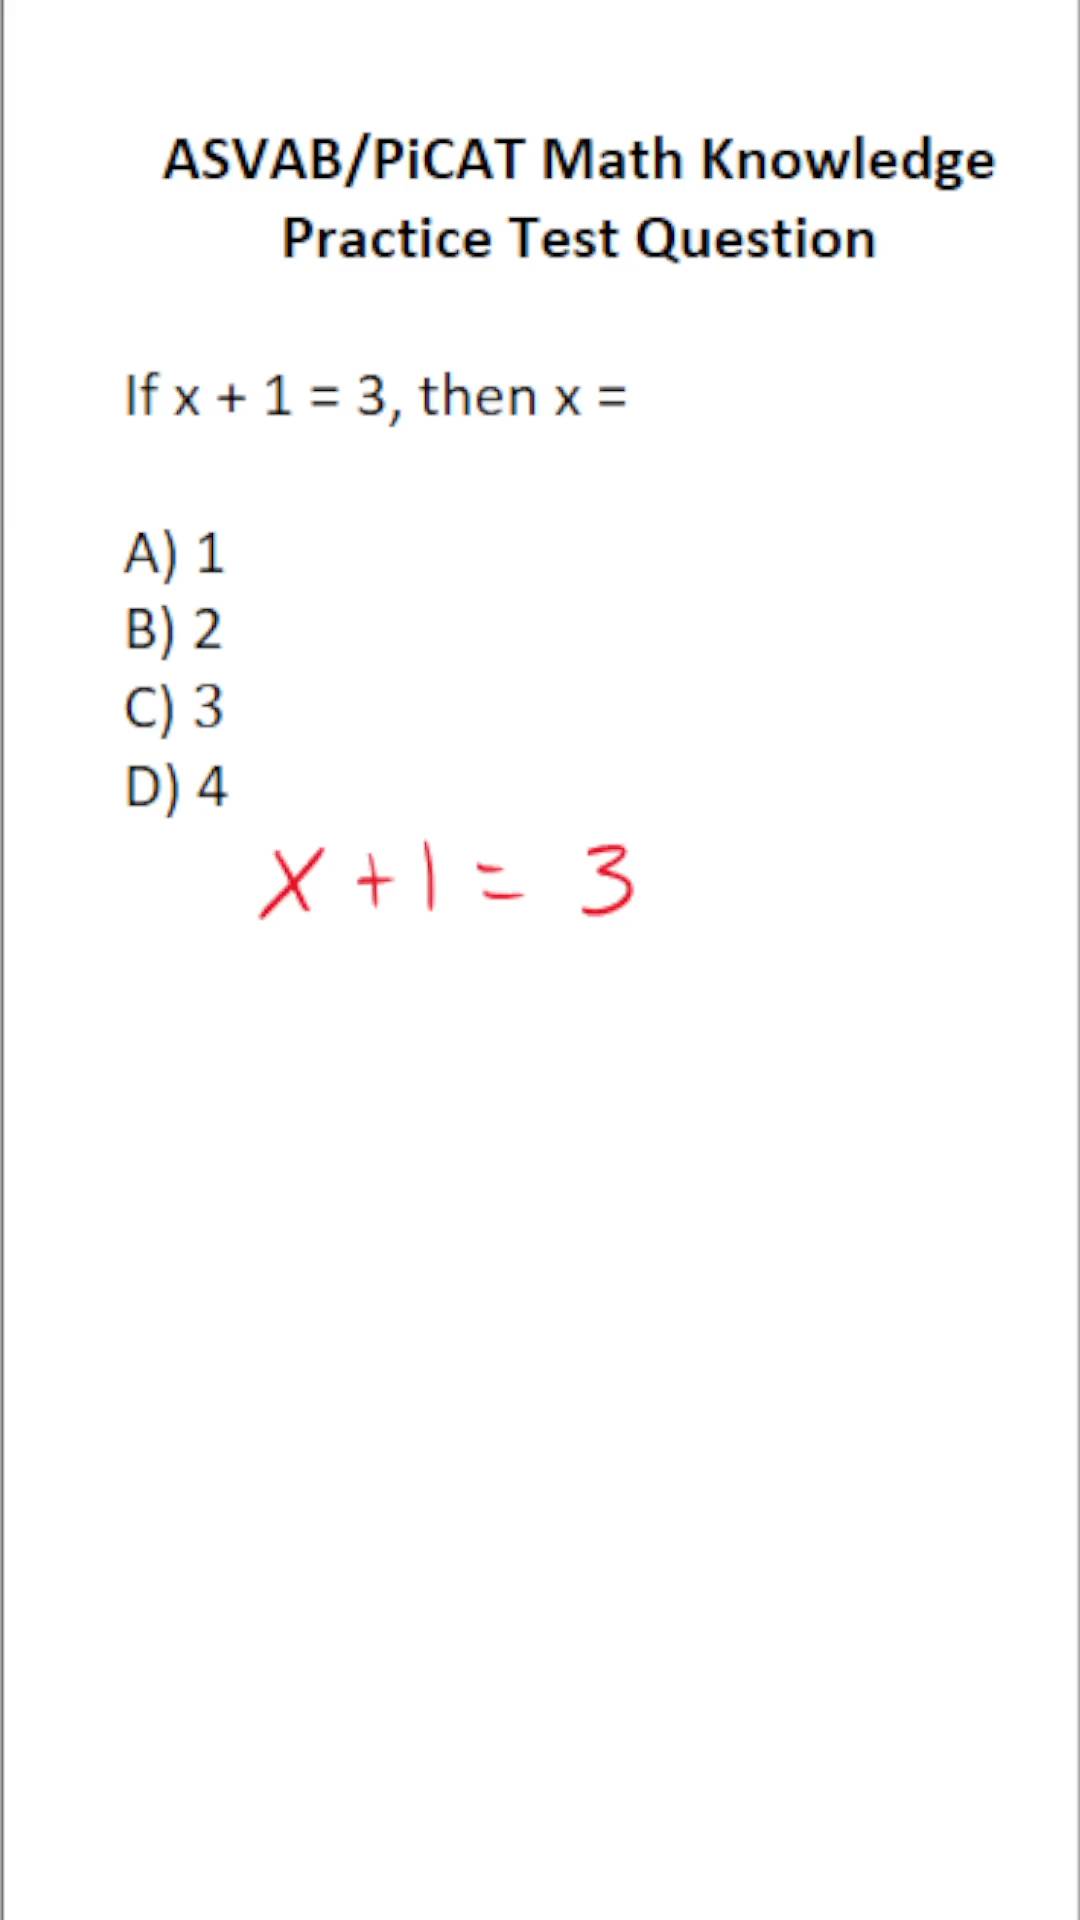 ASVAB/PiCAT Math Knowledge
Practice Test Question
If x + 1 = 3, then x =
A) 1
B) 2
C) 3
D) 4
x + 1 = 3